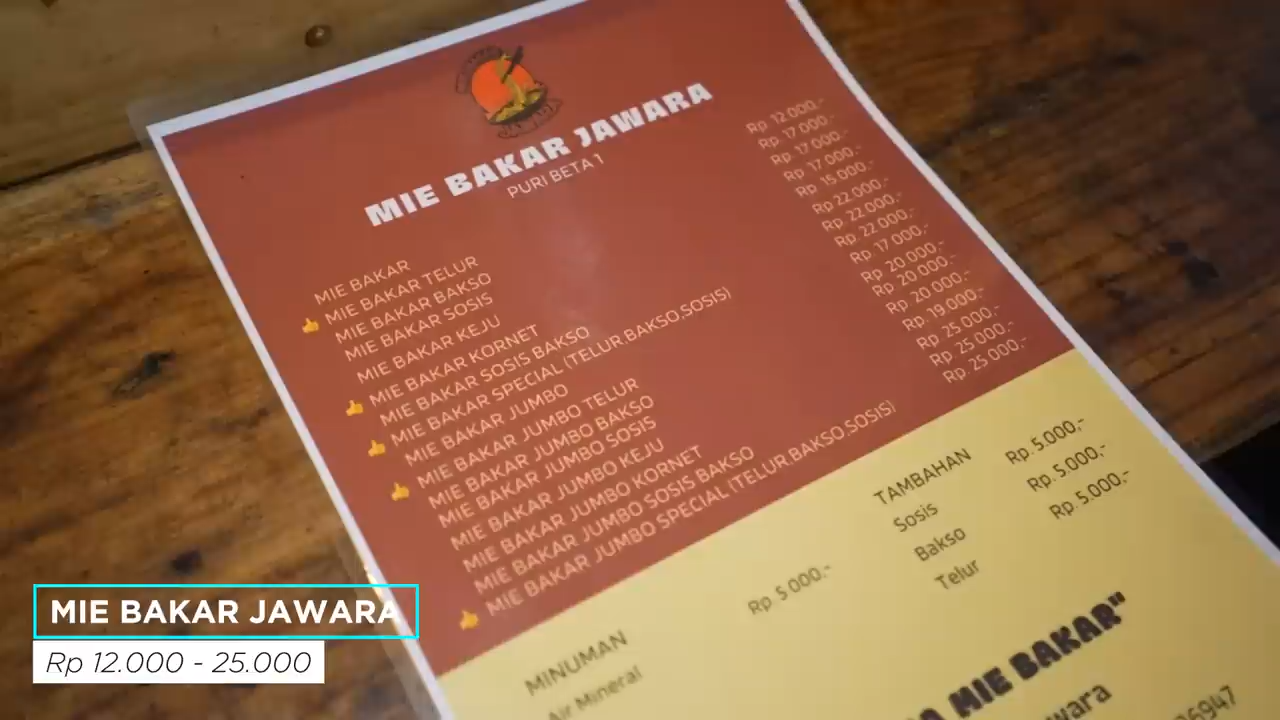 MIE BAKAR JAWARA
PURI BETA 1
MIE BAKAR Rp 12.000,-
MIE BAKAR TELUR Rp. 17.000,-
MIE BAKAR BAKSO Rp. 17.000,-
MIE BAKAR SOSIS Rp. 17.000,-
MIE BAKAR KEJU Rp 15.000,-
MIE BAKAR KORNET Rp.22.000,-
MIE BAKAR SOSIS BAKSO Rp. 22.000,-
MIE BAKAR SPECIAL (TELUR,BAKSO,SOSIS) Rp. 22.000,-
MIE BAKAR JUMBO Rp. 17.000,-
MIE BAKAR JUMBO TELUR Rp. 20.000,-
MIE BAKAR JUMBO BAKSO Rp. 20.000,-
MIE BAKAR JUMBO SOSIS Rp. 20.000,-
MIE BAKAR JUMBO KEJU Rp. 19.000,-
MIE BAKAR JUMBO KORNET Rp. 25.000,-
MIE BAKAR JUMBO SOSIS BAKSO Rp. 25.000,-
MIE BAKAR JUMBO SPECIAL (TELUR,BAKSO,SOSIS) Rp. 25.000,-
MINUMAN
Air Mineral Rp. 5.000,-
TAMBAHAN
Sosis Rp. 5.000,-
Bakso Rp. 5.000,-
Telur Rp. 5.000,-
MIE BAKAR"
MIE BAKAR JAWARA
Rp 12.000 - 25.000